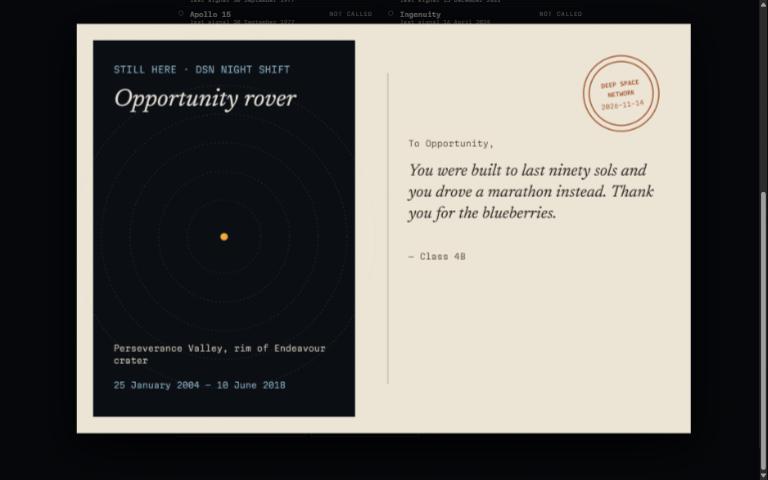 Apollo 15
NOT CALLED
Ingenuity
NOT CALLED
STILL HERE · DSN NIGHT SHIFT
Opportunity rover
Perseverance Valley, rim of Endeavour
crater
25 January 2004 — 10 June 2018
DEEP SPACE
NETWORK
2026-11-14
To Opportunity,
You were built to last ninety sols and
you drove a marathon instead. Thank
you for the blueberries.
— Class 4B